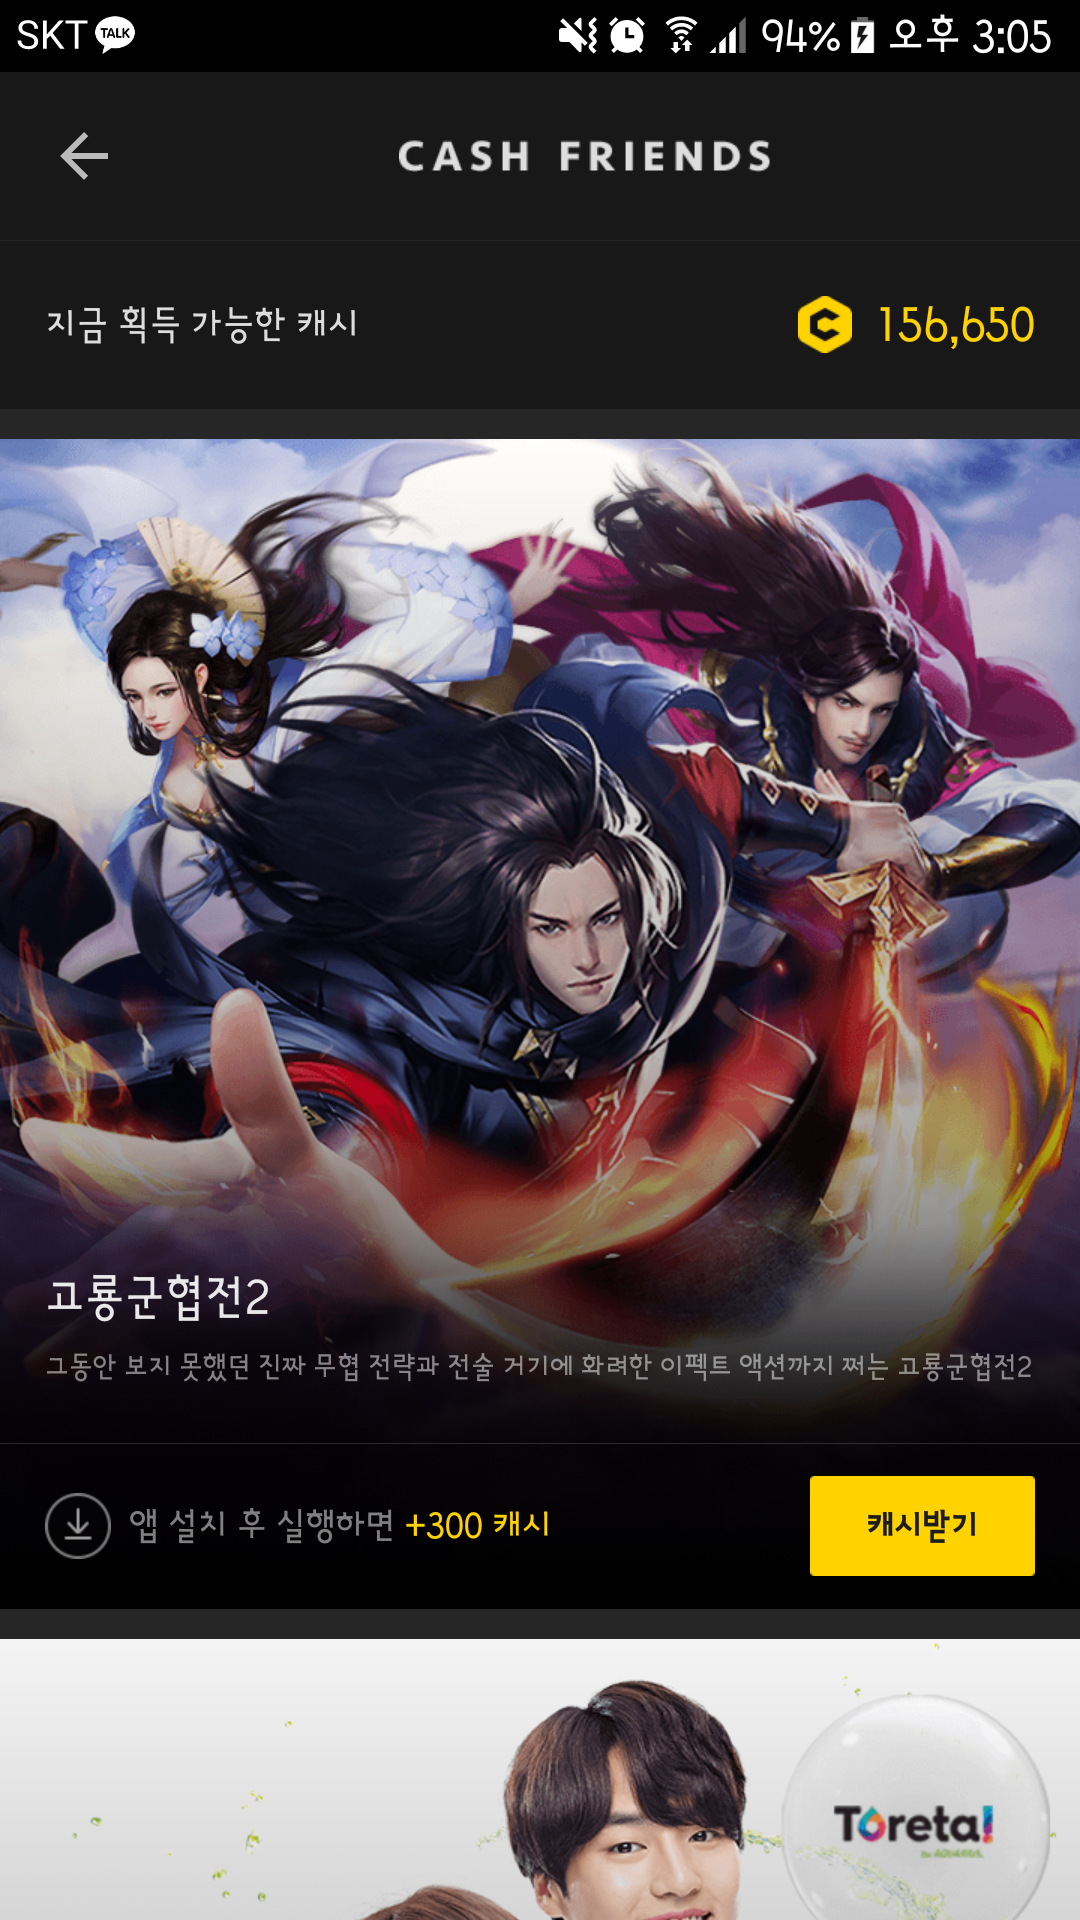 SKT TALK 94% 오후 3:05
CASH FRIENDS
지금 획득 가능한 캐시 156,650
고룡군협전2
그동안 보지 못했던 진짜 무협 전략과 전술 거기에 화려한 이펙트 액션까지 쩌는 고룡군협전2
앱 설치 후 실행하면 +300 캐시 캐시받기
Toreta!
by AQUARIUS